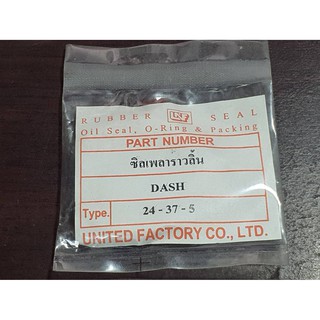 RUBBER SEAL
Oil Seal, O-Ring & Packing
PART NUMBER
ซิลเพลาราวลิ้น
DASH
Type. 24 - 37 - 5
UNITED FACTORY CO., LTD.